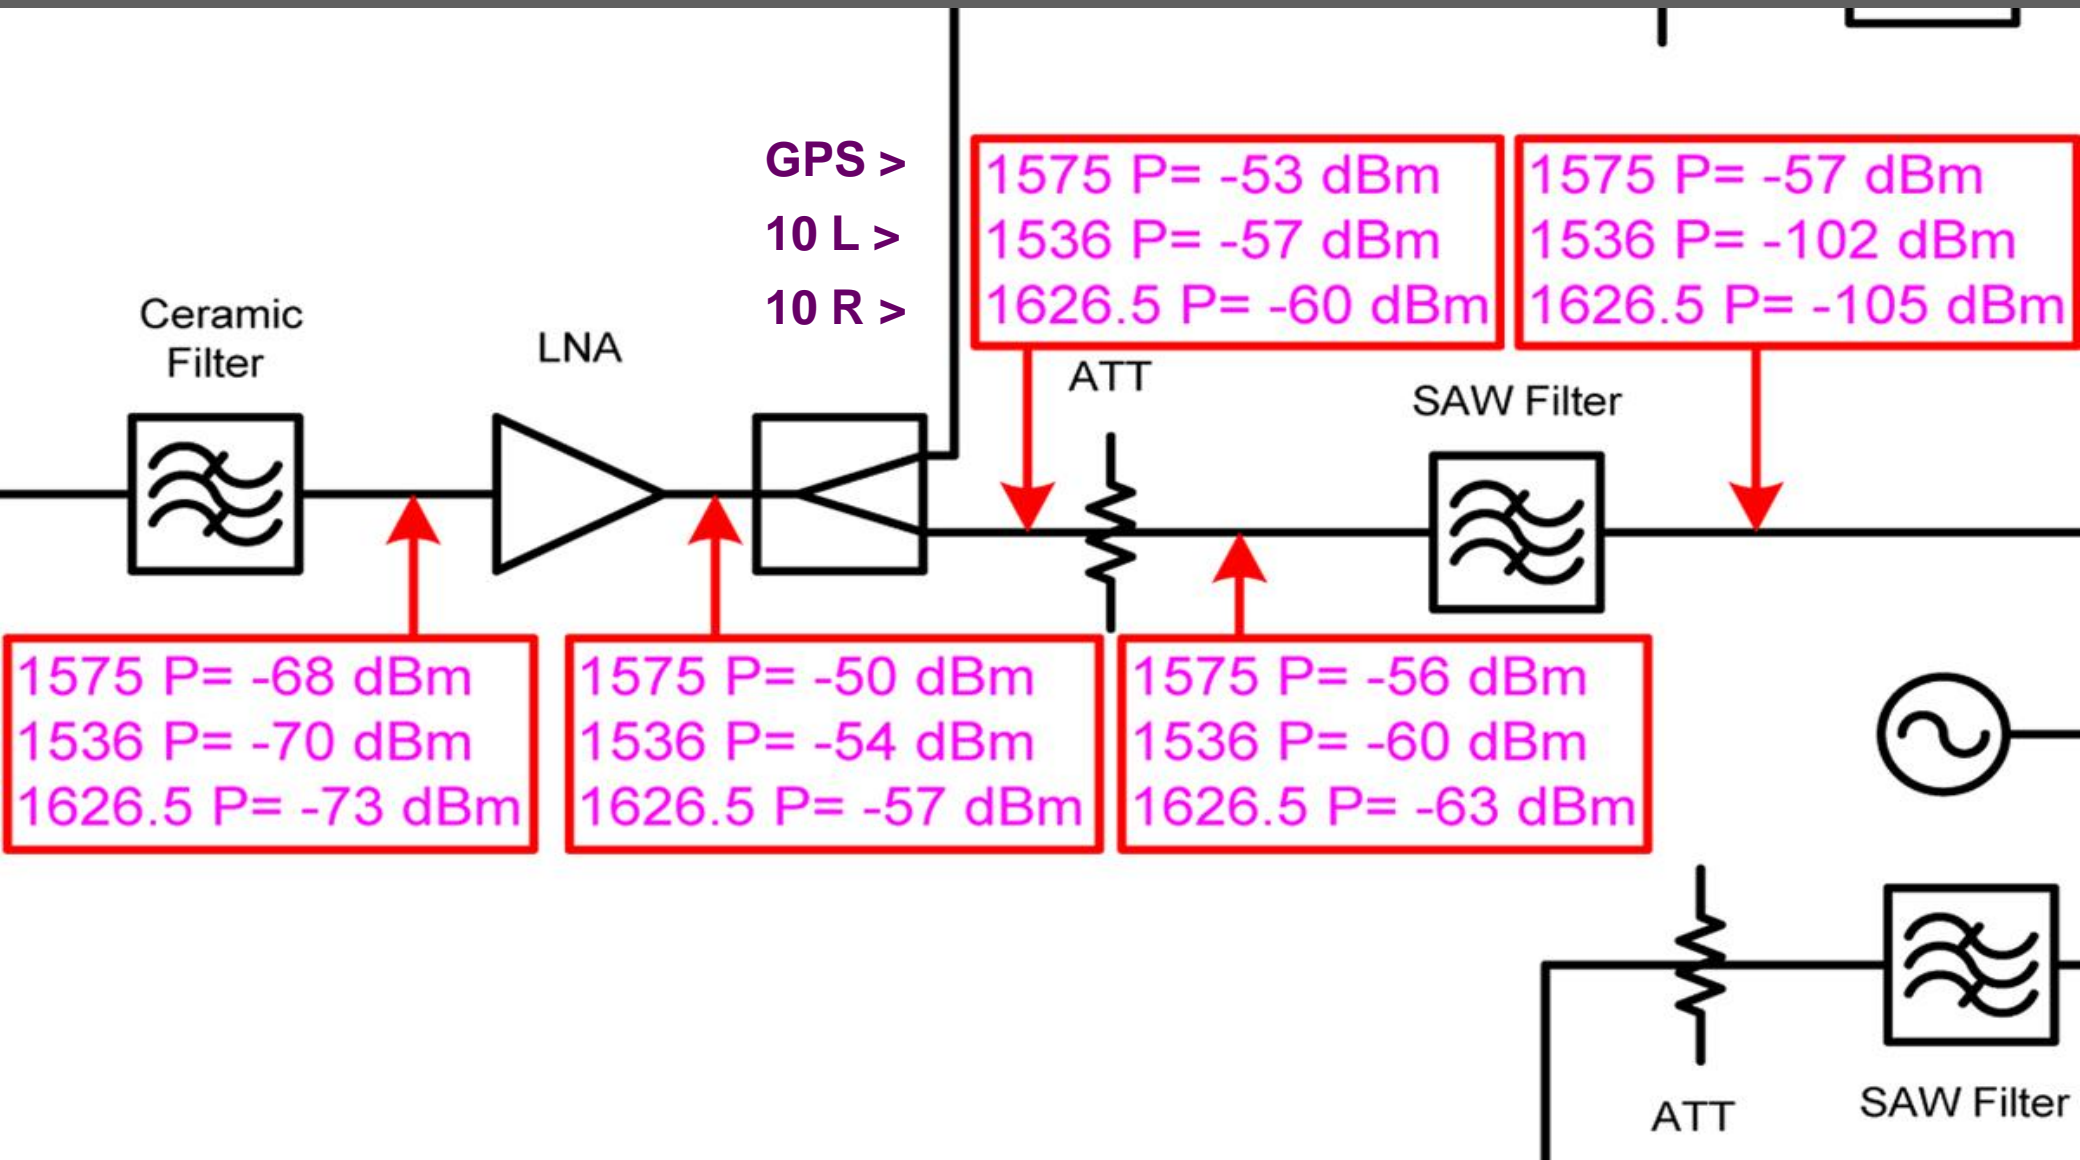 GPS >
10 L >
10 R >
1575 P= -53 dBm
1536 P= -57 dBm
1626.5 P= -60 dBm
1575 P= -57 dBm
1536 P= -102 dBm
1626.5 P= -105 dBm
Ceramic
Filter
LNA
ATT
SAW Filter
1575 P= -68 dBm
1536 P= -70 dBm
1626.5 P= -73 dBm
1575 P= -50 dBm
1536 P= -54 dBm
1626.5 P= -57 dBm
1575 P= -56 dBm
1536 P= -60 dBm
1626.5 P= -63 dBm
ATT
SAW Filter